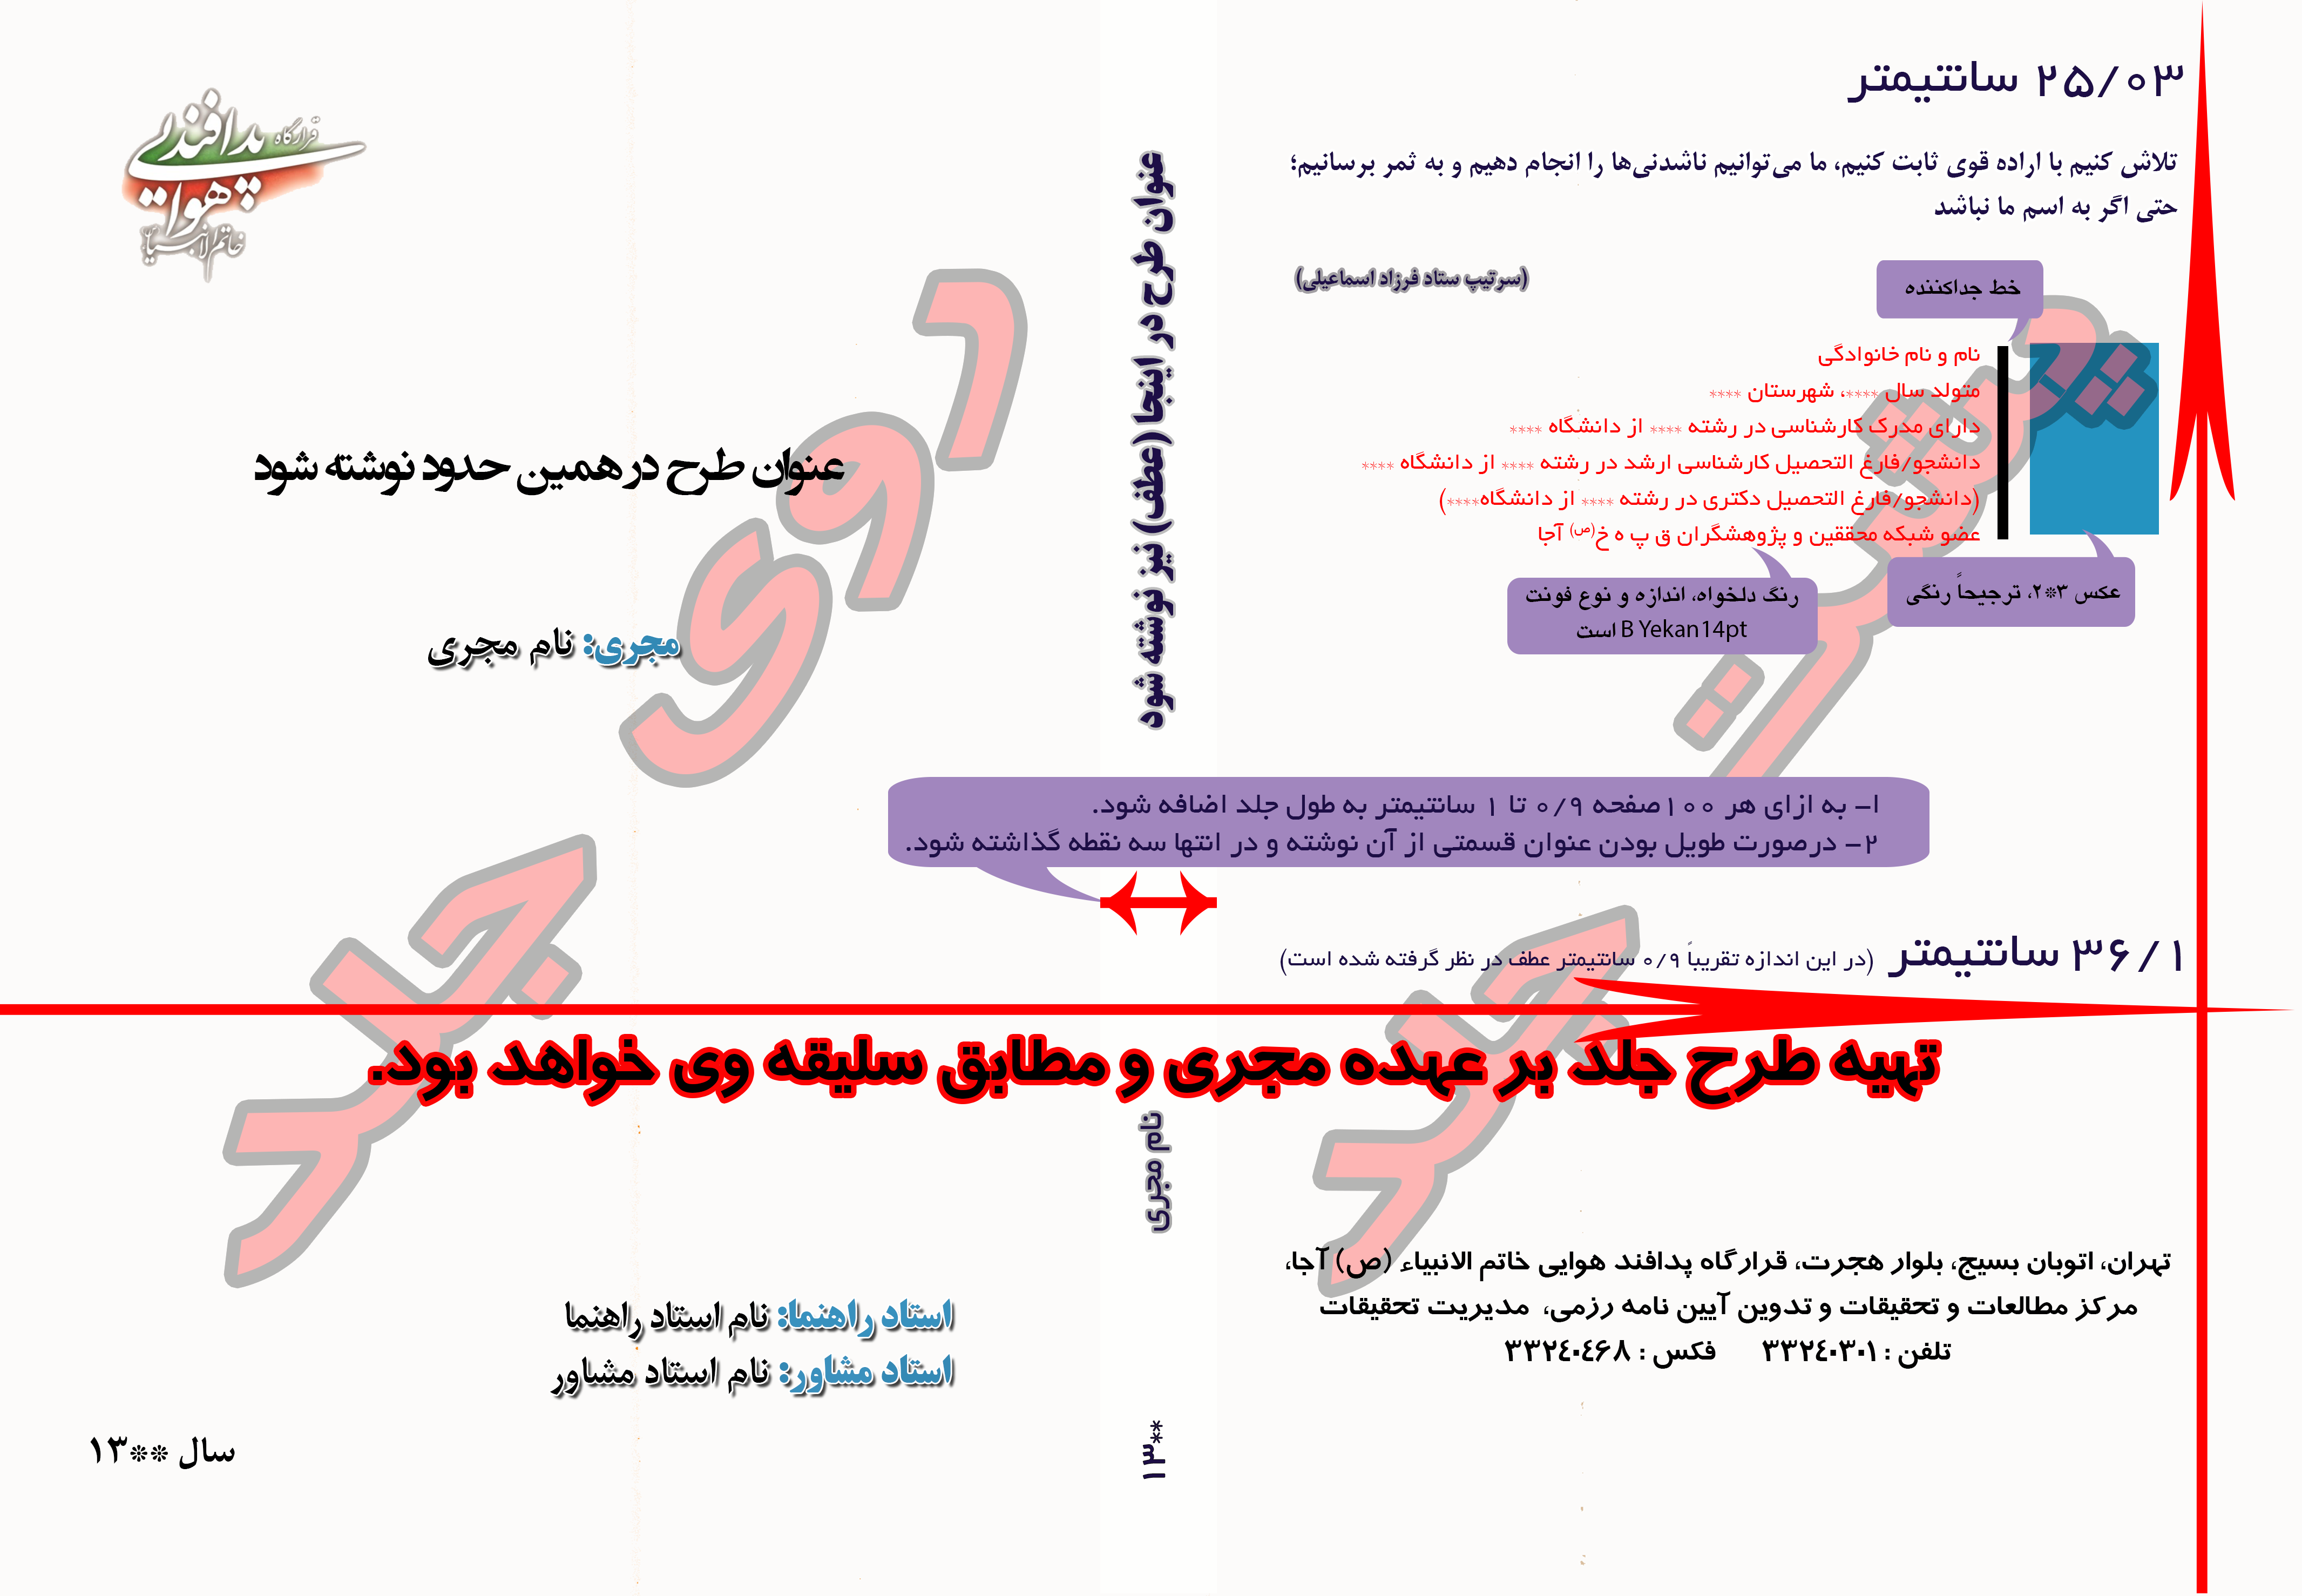 ۲۵/۰۳ سانتیمتر
تلاش کنیم با اراده قوی ثابت کنیم، ما می‌توانیم ناشدنی‌ها را انجام دهیم و به ثمر برسانیم؛
حتی اگر به اسم ما نباشد
(سرتیپ ستاد فرزاد اسماعیلی)
خط جداکننده
نام و نام خانوادگی
متولد سال ****، شهرستان ****
دارای مدرک کارشناسی در رشته **** از دانشگاه ****
دانشجو/فارغ التحصیل کارشناسی ارشد در رشته **** از دانشگاه ****
(دانشجو/فارغ التحصیل دکتری در رشته **** از دانشگاه****)
عضو شبکه محققین و پژوهشگران ق پ ه خ(ص) آجا
عکس ۳*۲، ترجیحاً رنگی
رنگ دلخواه، اندازه و نوع فونت
B Yekan14pt است
پشت
جلد
۱- به ازای هر ۱۰۰صفحه ۰/۹ تا ۱ سانتیمتر به طول جلد اضافه شود.
۲- درصورت طویل بودن عنوان قسمتی از آن نوشته و در انتها سه نقطه گذاشته شود.
۳۶/۱ سانتیمتر (در این اندازه تقریباً ۰/۹ سانتیمتر عطف در نظر گرفته شده است)
تهیه طرح جلد بر عهده مجری و مطابق سلیقه وی خواهد بود.
تهران، اتوبان بسیج، بلوار هجرت، قرارگاه پدافند هوایی خاتم الانبیاء (ص) آجا،
مرکز مطالعات و تحقیقات و تدوین آیین نامه رزمی، مدیریت تحقیقات
تلفن : ۳۳۲۴۰۳۰۱ فکس : ۳۳۲۴۰۴۶۸
عنوان طرح در اینجا (عطف) نیز نوشته شود
نام مجری
۱۳**
قرارگاه
پدافند
هوایی
خاتم الانبیاء
روی
جلد
عنوان طرح درهمین حدود نوشته شود
مجری: نام مجری
استاد راهنما: نام استاد راهنما
استاد مشاور: نام استاد مشاور
سال **۱۳